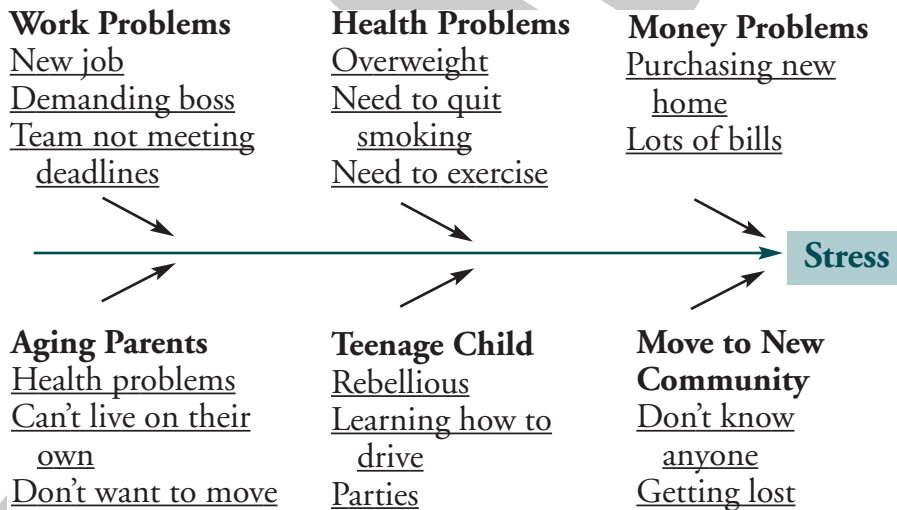 Work Problems
New job
Demanding boss
Team not meeting
deadlines
Health Problems
Overweight
Need to quit
smoking
Need to exercise
Money Problems
Purchasing new
home
Lots of bills
Stress
Aging Parents
Health problems
Can't live on their
own
Don't want to move
Teenage Child
Rebellious
Learning how to
drive
Parties
Move to New
Community
Don't know
anyone
Getting lost